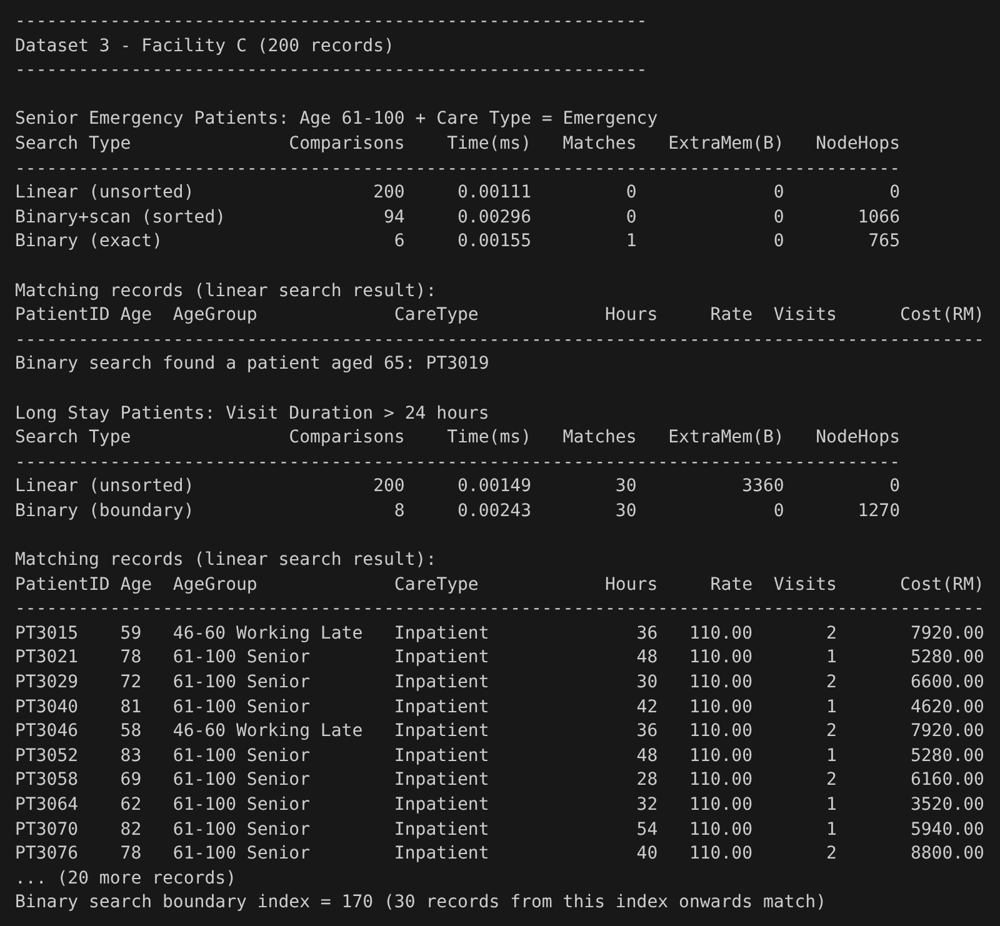 ------------------------------------------------------------
Dataset 3 - Facility C (200 records)
------------------------------------------------------------

Senior Emergency Patients: Age 61-100 + Care Type = Emergency
Search Type               Comparisons    Time(ms)   Matches   ExtraMem(B)   NodeHops
------------------------------------------------------------------------------------
Linear (unsorted)                 200     0.00111         0             0          0
Binary+scan (sorted)               94     0.00296         0             0       1066
Binary (exact)                      6     0.00155         1             0        765

Matching records (linear search result):
PatientID Age  AgeGroup             CareType            Hours     Rate  Visits      Cost(RM)
--------------------------------------------------------------------------------------------
Binary search found a patient aged 65: PT3019

Long Stay Patients: Visit Duration > 24 hours
Search Type               Comparisons    Time(ms)   Matches   ExtraMem(B)   NodeHops
------------------------------------------------------------------------------------
Linear (unsorted)                 200     0.00149        30          3360          0
Binary (boundary)                   8     0.00243        30             0       1270

Matching records (linear search result):
PatientID Age  AgeGroup             CareType            Hours     Rate  Visits      Cost(RM)
--------------------------------------------------------------------------------------------
PT3015    59   46-60 Working Late   Inpatient              36   110.00       2       7920.00
PT3021    78   61-100 Senior        Inpatient              48   110.00       1       5280.00
PT3029    72   61-100 Senior        Inpatient              30   110.00       2       6600.00
PT3040    81   61-100 Senior        Inpatient              42   110.00       1       4620.00
PT3046    58   46-60 Working Late   Inpatient              36   110.00       2       7920.00
PT3052    83   61-100 Senior        Inpatient              48   110.00       1       5280.00
PT3058    69   61-100 Senior        Inpatient              28   110.00       2       6160.00
PT3064    62   61-100 Senior        Inpatient              32   110.00       1       3520.00
PT3070    82   61-100 Senior        Inpatient              54   110.00       1       5940.00
PT3076    78   61-100 Senior        Inpatient              40   110.00       2       8800.00
... (20 more records)
Binary search boundary index = 170 (30 records from this index onwards match)